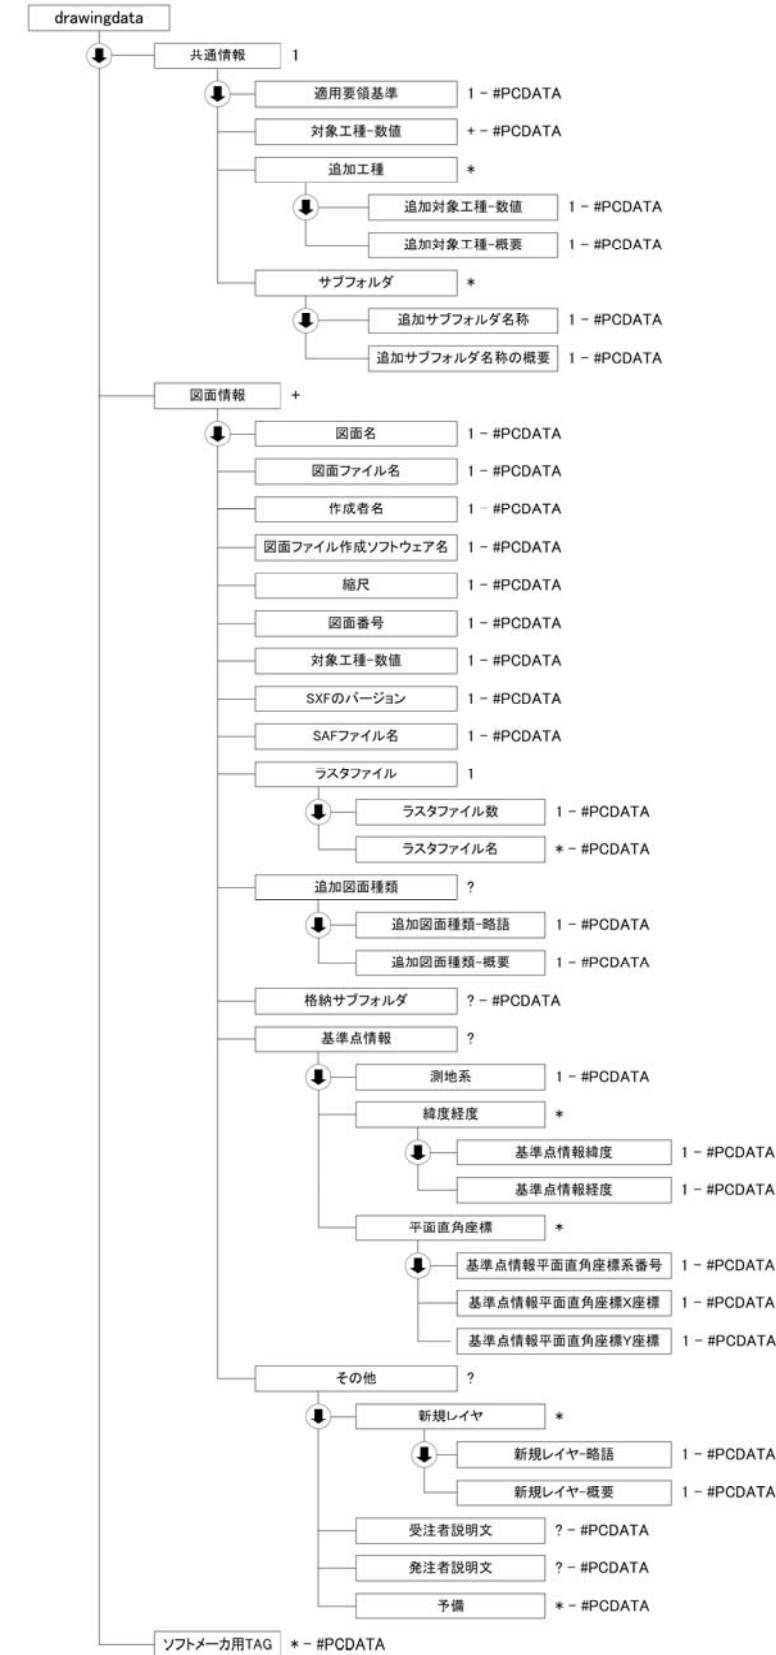 drawingdata
共通情報 1
適用要領基準 1 - #PCDATA
対象工種-数値 + - #PCDATA
追加工種 *
追加対象工種-数値 1 - #PCDATA
追加対象工種-概要 1 - #PCDATA
サブフォルダ *
追加サブフォルダ名称 1 - #PCDATA
追加サブフォルダ名称の概要 1 - #PCDATA
図面情報 +
図面名 1 - #PCDATA
図面ファイル名 1 - #PCDATA
作成者名 1 - #PCDATA
図面ファイル作成ソフトウェア名 1 - #PCDATA
縮尺 1 - #PCDATA
図面番号 1 - #PCDATA
対象工種-数値 1 - #PCDATA
SXFのバージョン 1 - #PCDATA
SAFファイル名 1 - #PCDATA
ラスタファイル 1
ラスタファイル数 1 - #PCDATA
ラスタファイル名 * - #PCDATA
追加図面種類 ?
追加図面種類-略語 1 - #PCDATA
追加図面種類-概要 1 - #PCDATA
格納サブフォルダ ? - #PCDATA
基準点情報 ?
測地系 1 - #PCDATA
緯度経度 *
基準点情報緯度 1 - #PCDATA
基準点情報経度 1 - #PCDATA
平面直角座標 *
基準点情報平面直角座標系番号 1 - #PCDATA
基準点情報平面直角座標X座標 1 - #PCDATA
基準点情報平面直角座標Y座標 1 - #PCDATA
その他 ?
新規レイヤ *
新規レイヤ-略語 1 - #PCDATA
新規レイヤ-概要 1 - #PCDATA
受注者説明文 ? - #PCDATA
発注者説明文 ? - #PCDATA
予備 * - #PCDATA
ソフトメーカ用TAG * - #PCDATA